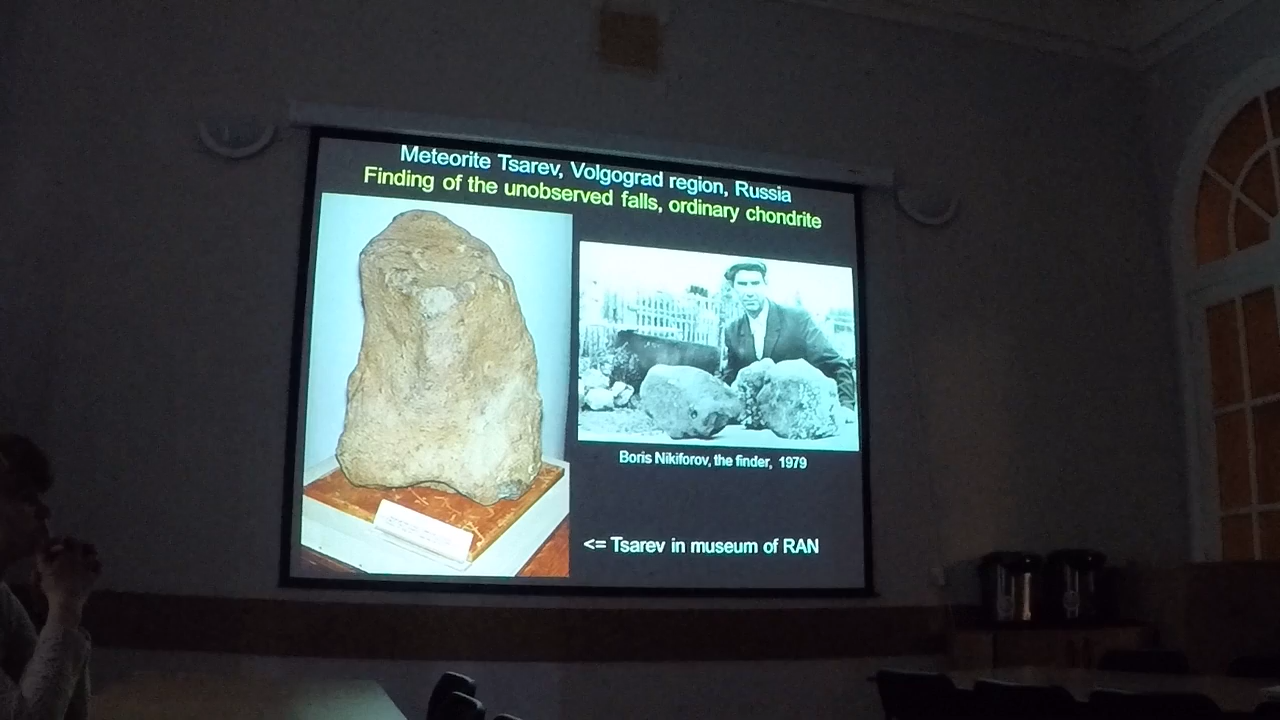 Meteorite Tsarev, Volgograd region, Russia
Finding of the unobserved falls, ordinary chondrite
Boris Nikiforov, the finder, 1979
<= Tsarev in museum of RAN